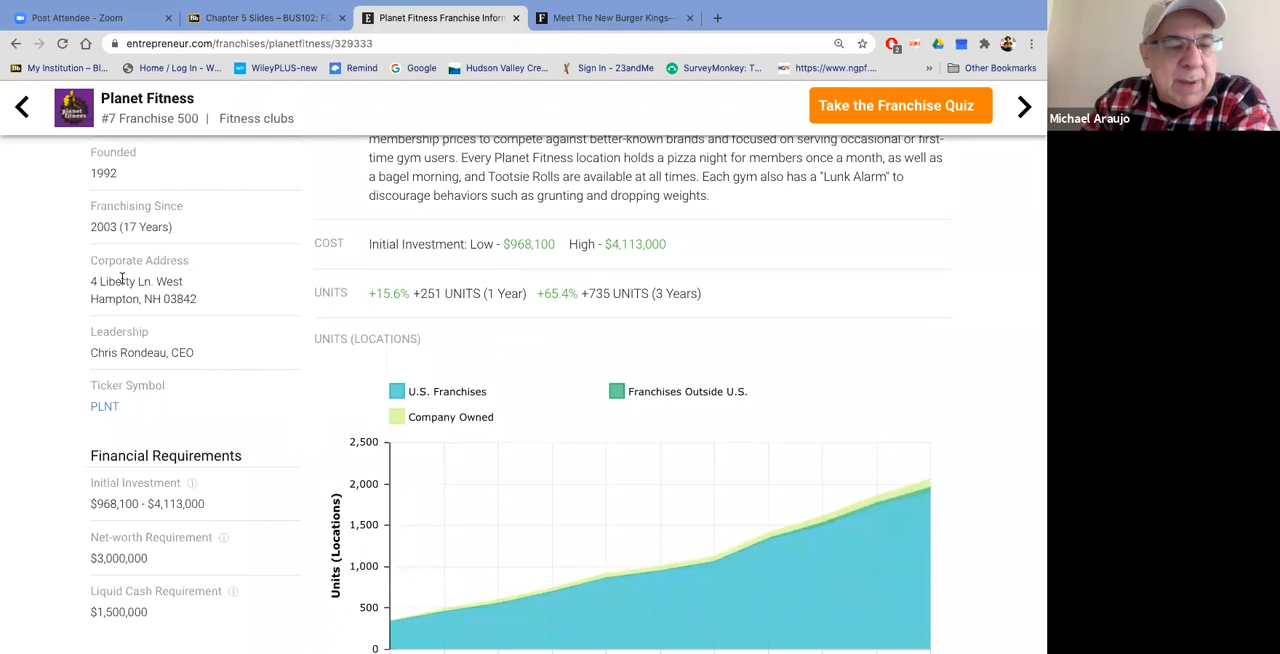 Post Attendee - Zoom
Chapter 5 Slides – BUS102: FO
Planet Fitness Franchise Inform
Meet The New Burger Kings—
entrepreneur.com/franchises/planetfitness/329333
My Institution – Bl...
Home / Log In - W...
WileyPLUS-new
Remind
Google
Hudson Valley Cre...
Sign In - 23andMe
SurveyMonkey: T...
https://www.ngpf....
Other Bookmarks
Planet Fitness
#7 Franchise 500 | Fitness clubs
Take the Franchise Quiz
Michael Araujo
membership prices to compete against better-known brands and focused on serving occasional or first-
time gym users. Every Planet Fitness location holds a pizza night for members once a month, as well as
a bagel morning, and Tootsie Rolls are available at all times. Each gym also has a "Lunk Alarm" to
discourage behaviors such as grunting and dropping weights.
Founded
1992
Franchising Since
2003 (17 Years)
Corporate Address
4 Liberty Ln. West
Hampton, NH 03842
Leadership
Chris Rondeau, CEO
Ticker Symbol
PLNT
Financial Requirements
Initial Investment
$968,100 - $4,113,000
Net-worth Requirement
$3,000,000
Liquid Cash Requirement
$1,500,000
COST
Initial Investment: Low - $968,100 High - $4,113,000
UNITS
+15.6% +251 UNITS (1 Year) +65.4% +735 UNITS (3 Years)
UNITS (LOCATIONS)
U.S. Franchises
Franchises Outside U.S.
Company Owned
Units (Locations)
2,500
2,000
1,500
1,000
500
0